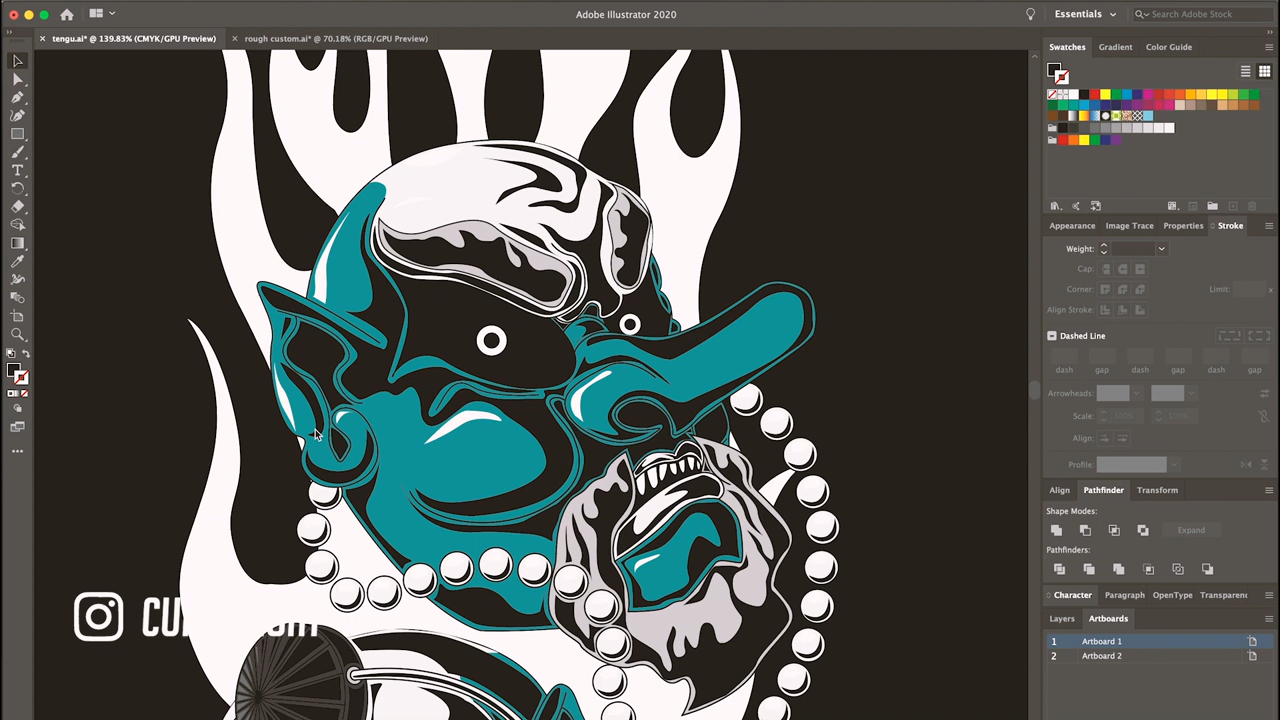 Adobe Illustrator 2020
Essentials
Search Adobe Stock
tengu.ai* @ 139.83% (CMYK/GPU Preview)
rough custom.ai* @ 70.18% (RGB/GPU Preview)
Swatches Gradient Color Guide
Appearance Image Trace Properties Stroke
Weight:
Cap:
Corner:
Limit:
Align Stroke:
Dashed Line
dash gap dash gap dash gap
Arrowheads:
Scale: 100% 100%
Align:
Profile:
Align Pathfinder Transform
Shape Modes:
Expand
Pathfinders:
Character Paragraph OpenType Transparenc
Layers Artboards
1 Artboard 1
2 Artboard 2